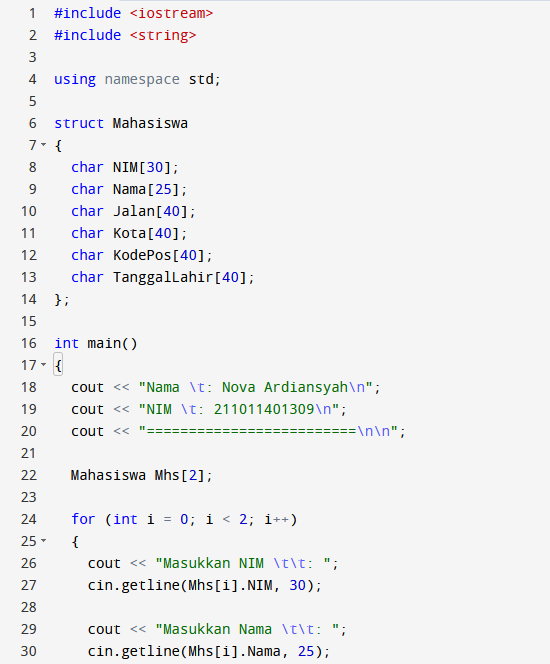 1 #include <iostream>
2 #include <string>
3
4 using namespace std;
5
6 struct Mahasiswa
7 {
8   char NIM[30];
9   char Nama[25];
10   char Jalan[40];
11   char Kota[40];
12   char KodePos[40];
13   char TanggalLahir[40];
14 };
15
16 int main()
17 {
18   cout << "Nama \t: Nova Ardiansyah\n";
19   cout << "NIM \t: 211011401309\n";
20   cout << "=========================\n\n";
21
22   Mahasiswa Mhs[2];
23
24   for (int i = 0; i < 2; i++)
25   {
26     cout << "Masukkan NIM \t\t: ";
27     cin.getline(Mhs[i].NIM, 30);
28
29     cout << "Masukkan Nama \t\t: ";
30     cin.getline(Mhs[i].Nama, 25);